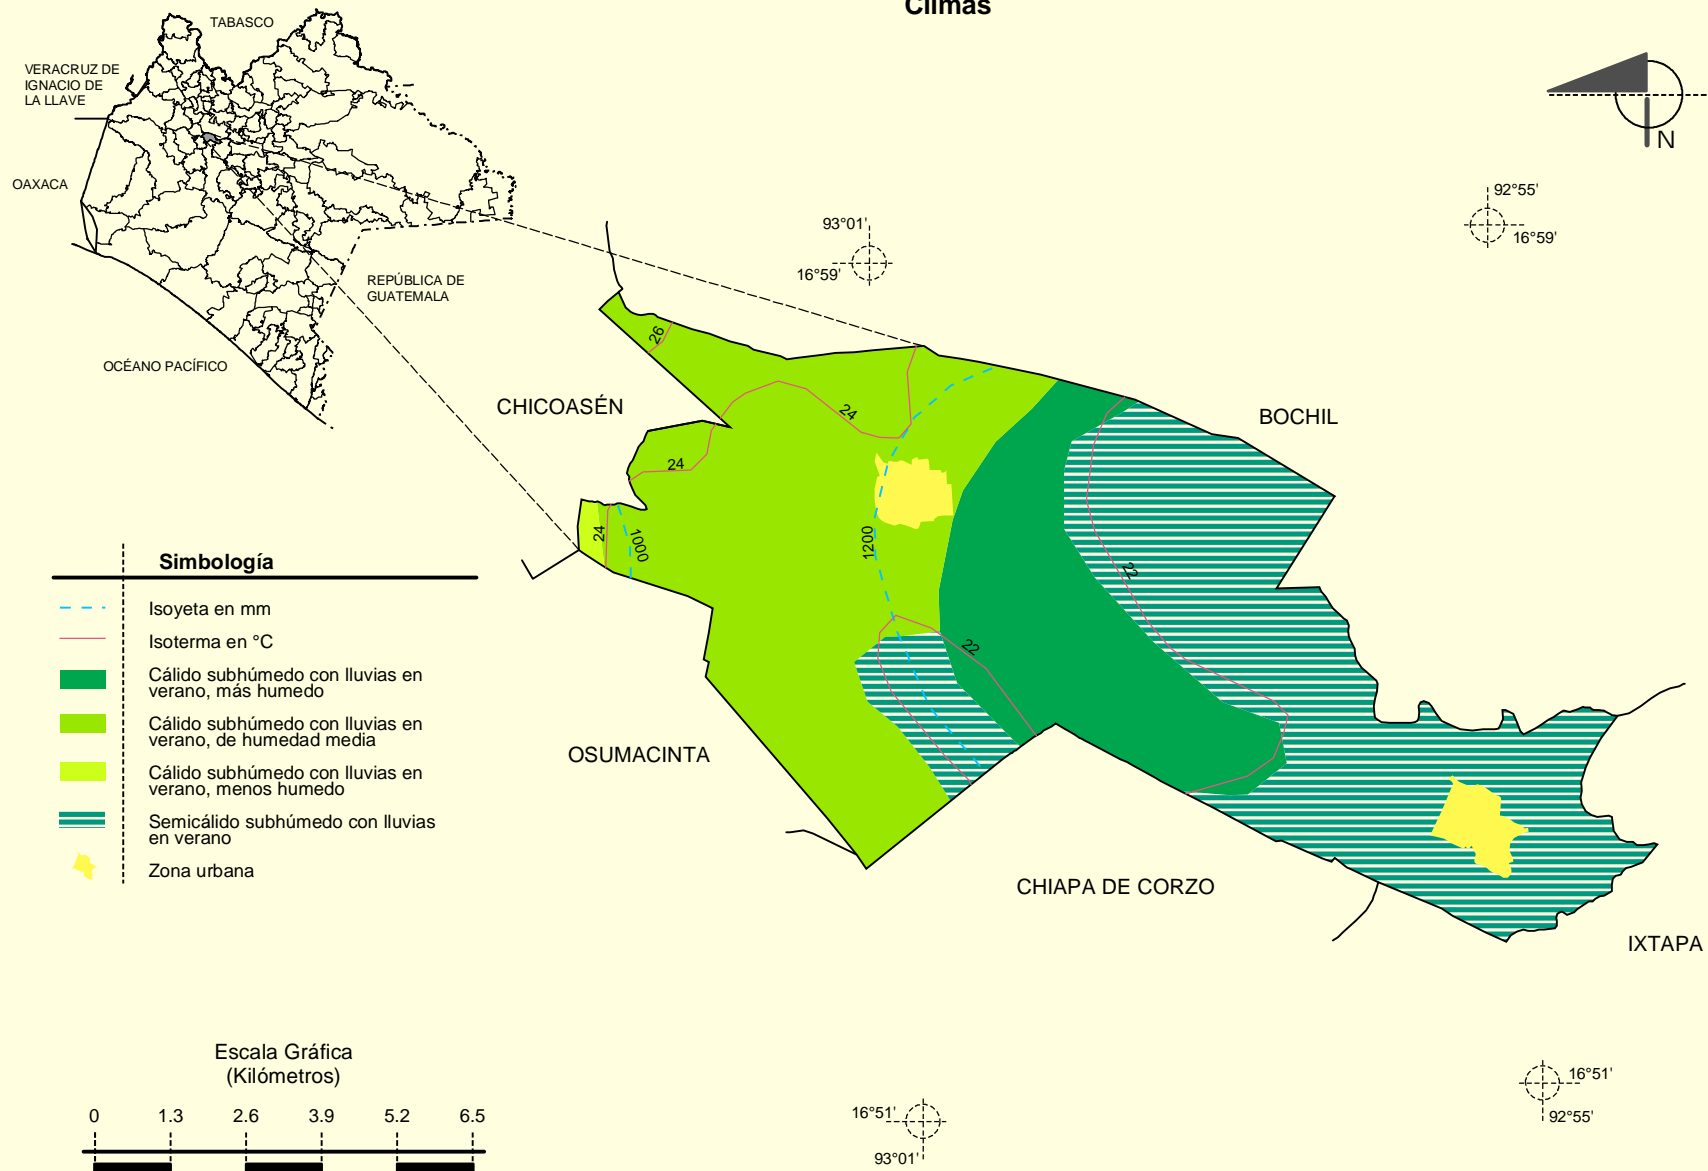 Climas
TABASCO
VERACRUZ DE
IGNACIO DE
LA LLAVE
OAXACA
REPÚBLICA DE
GUATEMALA
OCÉANO PACÍFICO
N
93°01'
16°59'
92°55'
16°59'
CHICOASÉN
BOCHIL
OSUMACINTA
CHIAPA DE CORZO
IXTAPA
26
24
24
24
1000
1200
22
22
Simbología
Isoyeta en mm
Isoterma en °C
Cálido subhúmedo con lluvias en
verano, más humedo
Cálido subhúmedo con lluvias en
verano, de humedad media
Cálido subhúmedo con lluvias en
verano, menos humedo
Semicálido subhúmedo con lluvias
en verano
Zona urbana
Escala Gráfica
(Kilómetros)
0 1.3 2.6 3.9 5.2 6.5
16°51'
93°01'
16°51'
92°55'